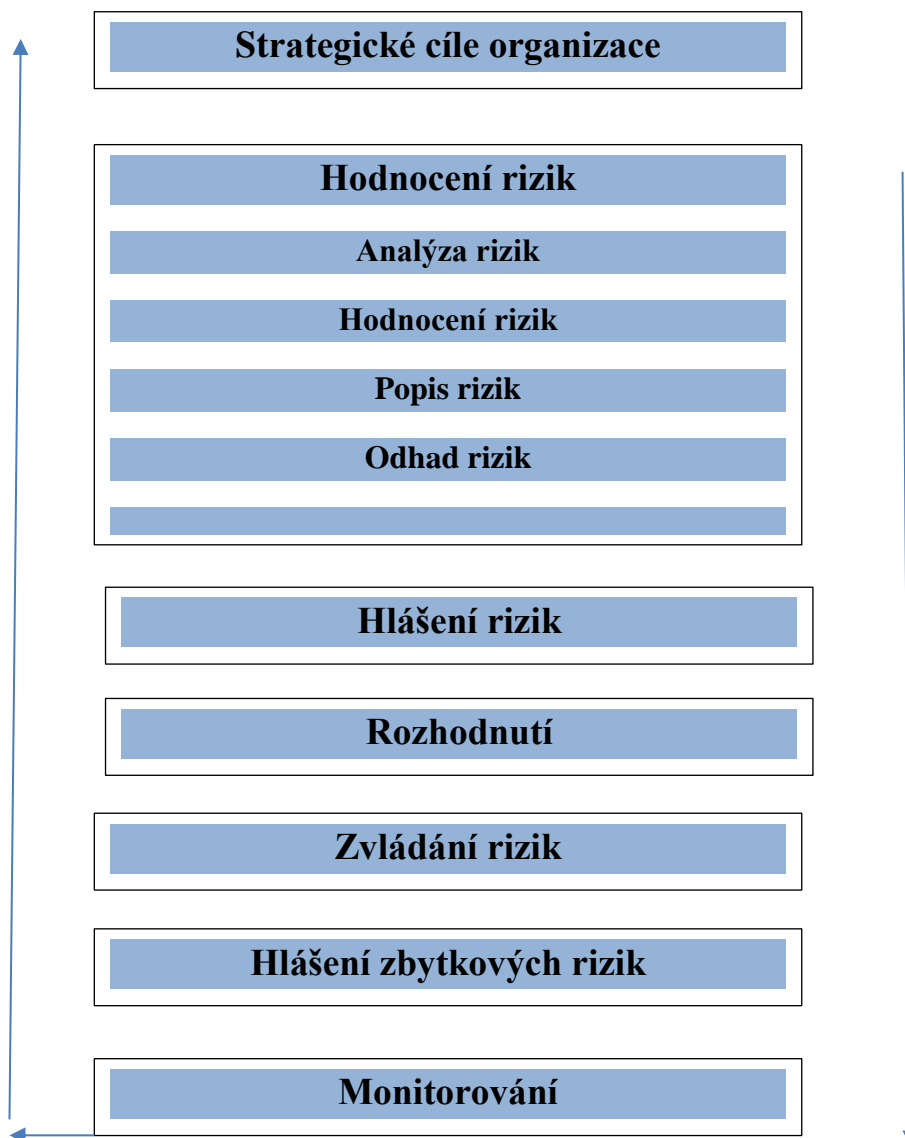 Strategické cíle organizace
Hodnocení rizik
Analýza rizik
Hodnocení rizik
Popis rizik
Odhad rizik
Hlášení rizik
Rozhodnutí
Zvládání rizik
Hlášení zbytkových rizik
Monitorování